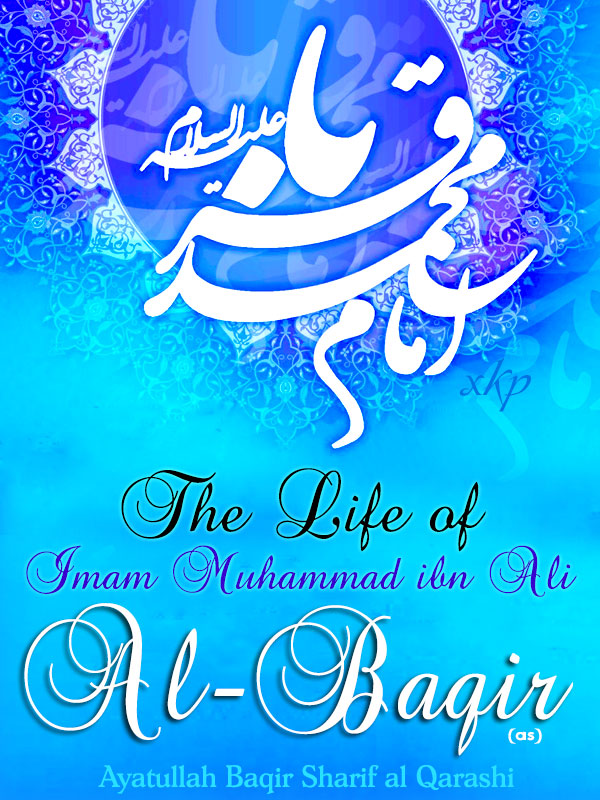 امام محمد باقر
علیه السلام
xkp
The Life of
Imam Muhammad ibn Ali
Al-Baqir
(as)
Ayatullah Baqir Sharif al Qarashi